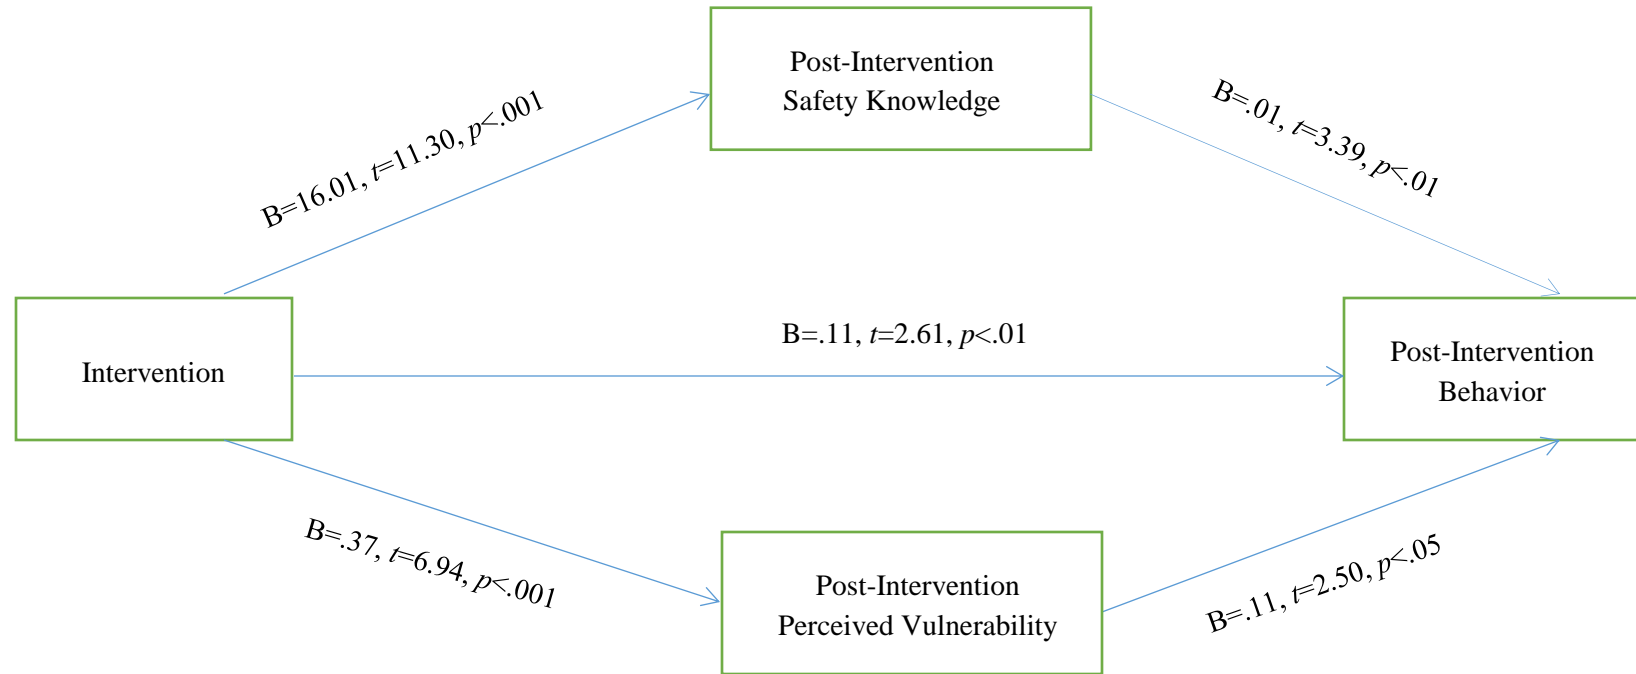 Post-Intervention
Safety Knowledge
B=16.01, t=11.30, p<.001
B=.01, t=3.39, p<.01
Intervention
B=.11, t=2.61, p<.01
Post-Intervention
Behavior
B=.37, t=6.94, p<.001
Post-Intervention
Perceived Vulnerability
B=.11, t=2.50, p<.05